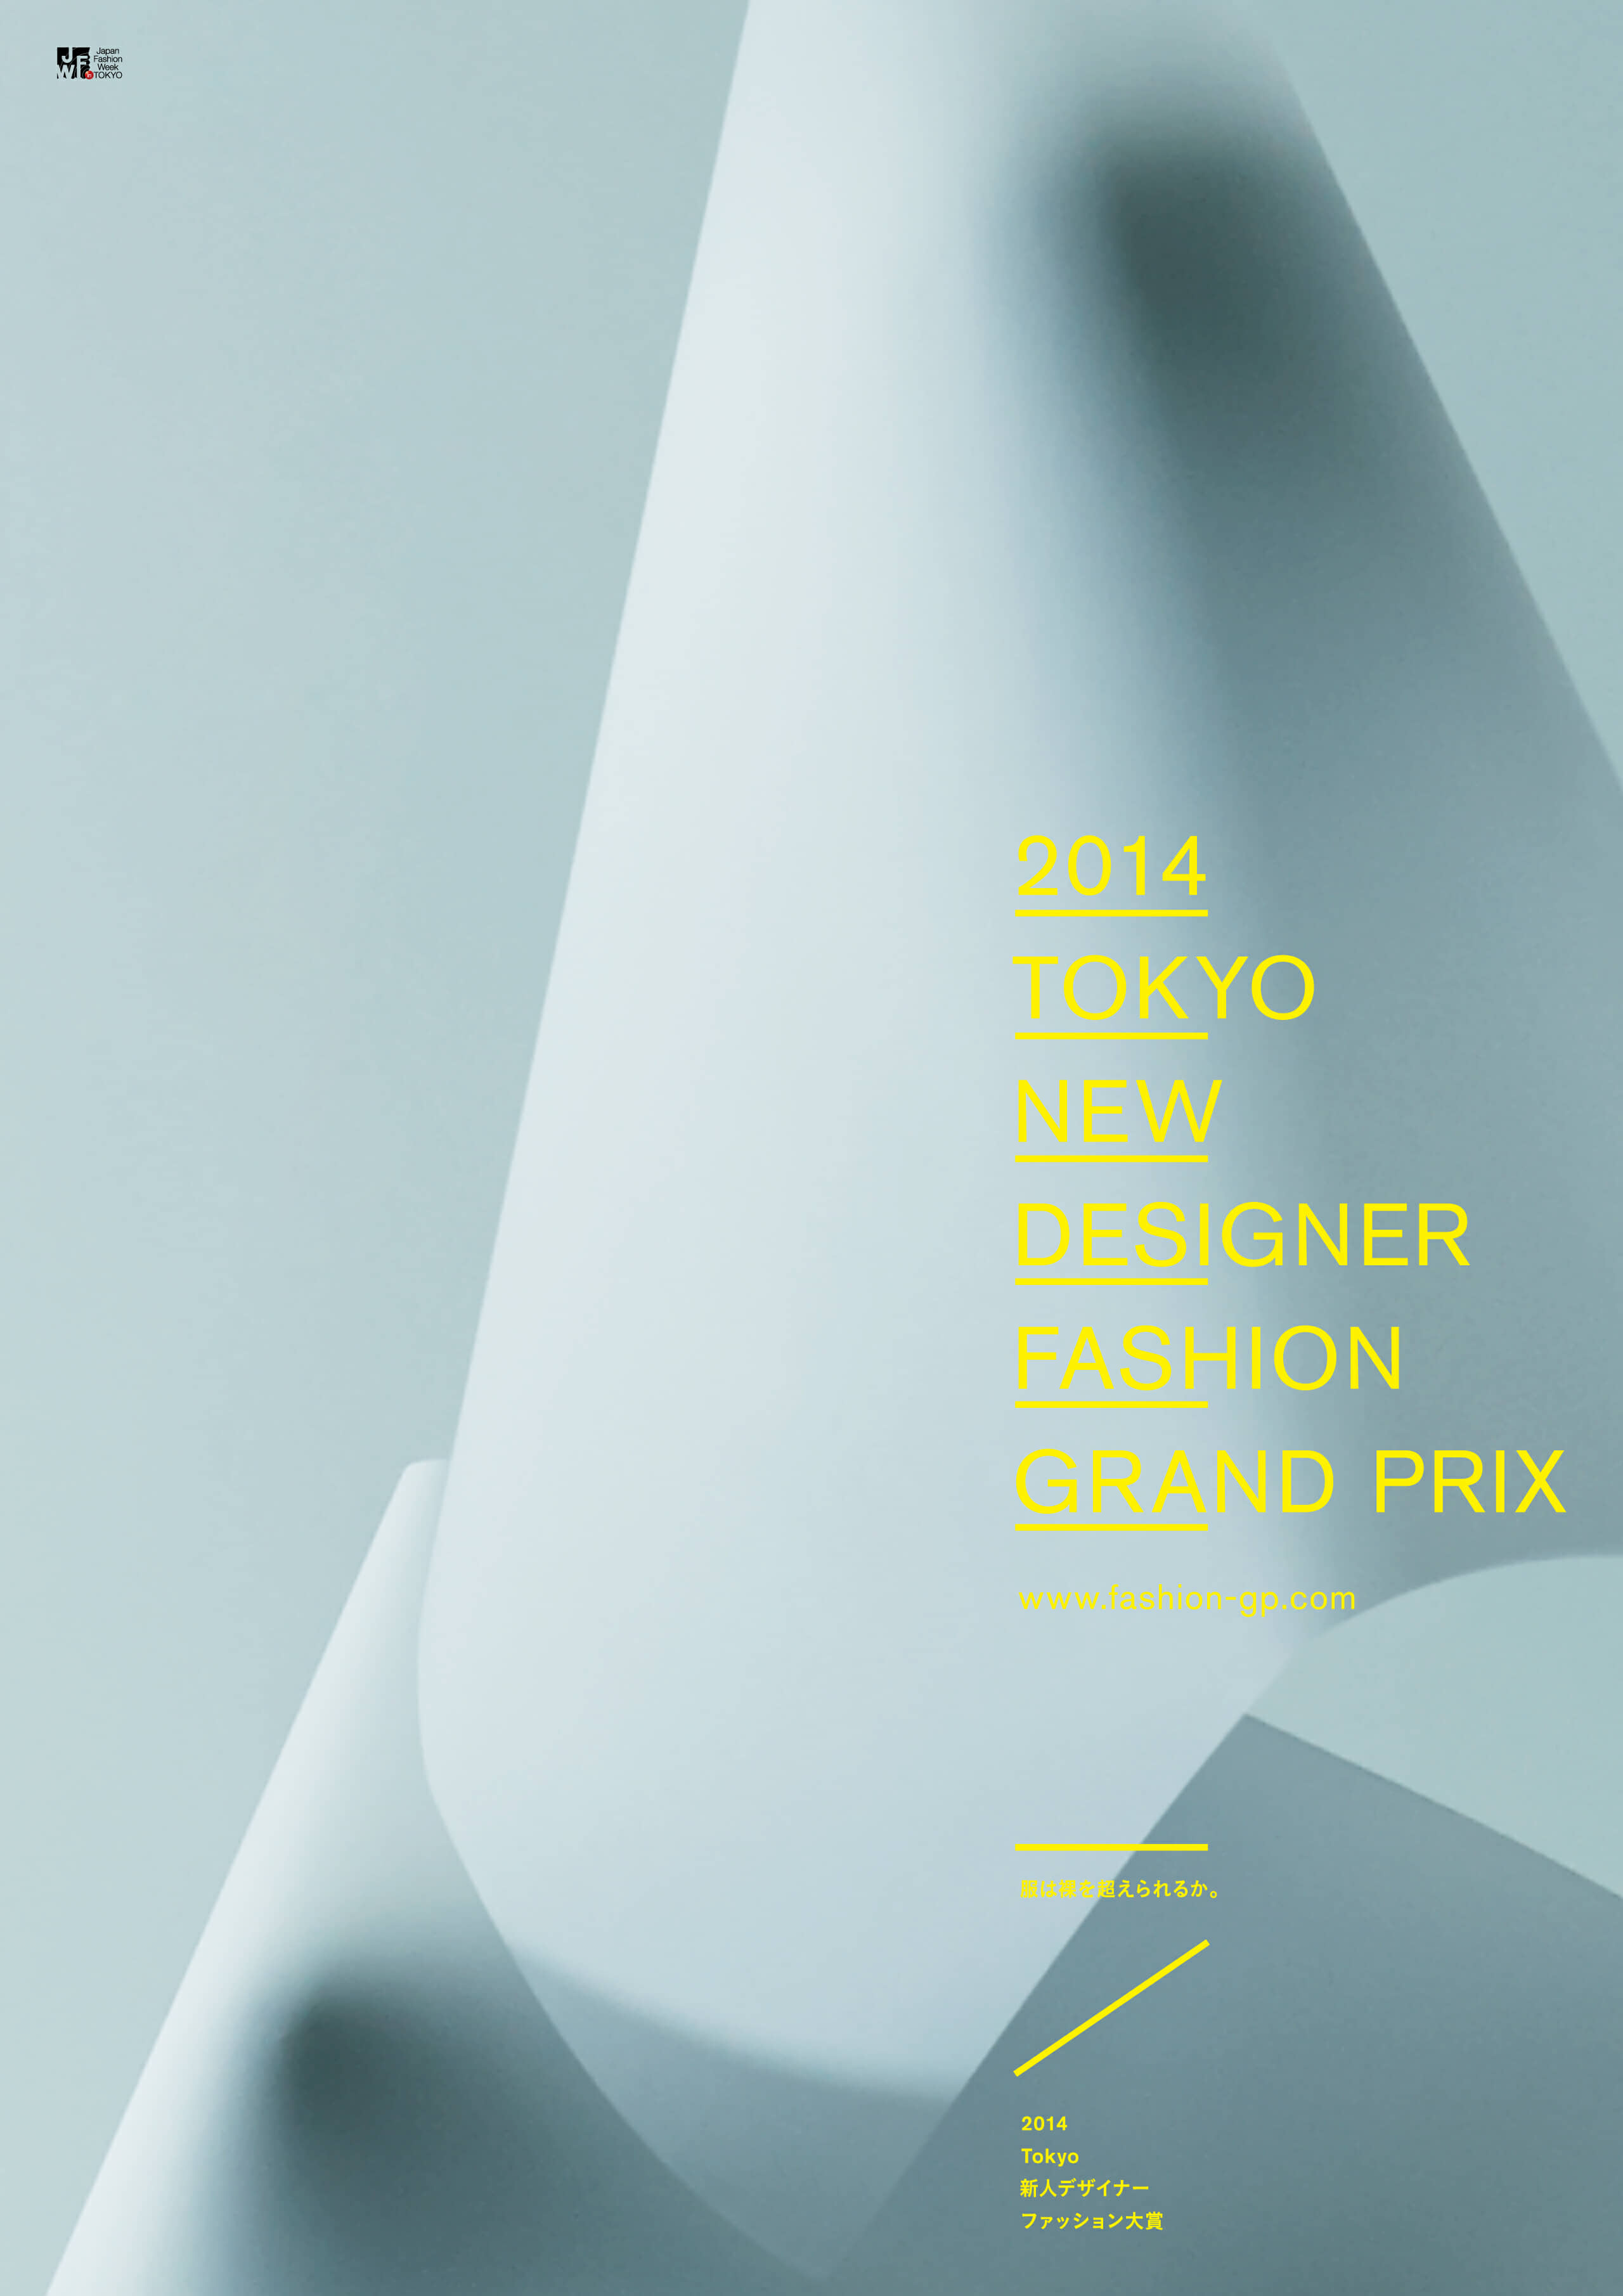 JFW
Japan
Fashion
Week
TOKYO
2014
TOKYO
NEW
DESIGNER
FASHION
GRAND PRIX
www.fashion-gp.com
服は裸を超えられるか。
2014
Tokyo
新人デザイナー
ファッション大賞